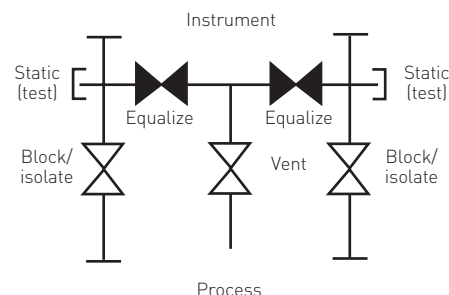 Instrument
Static
(test)
Static
(test)
Equalize
Equalize
Block/
isolate
Vent
Block/
isolate
Process